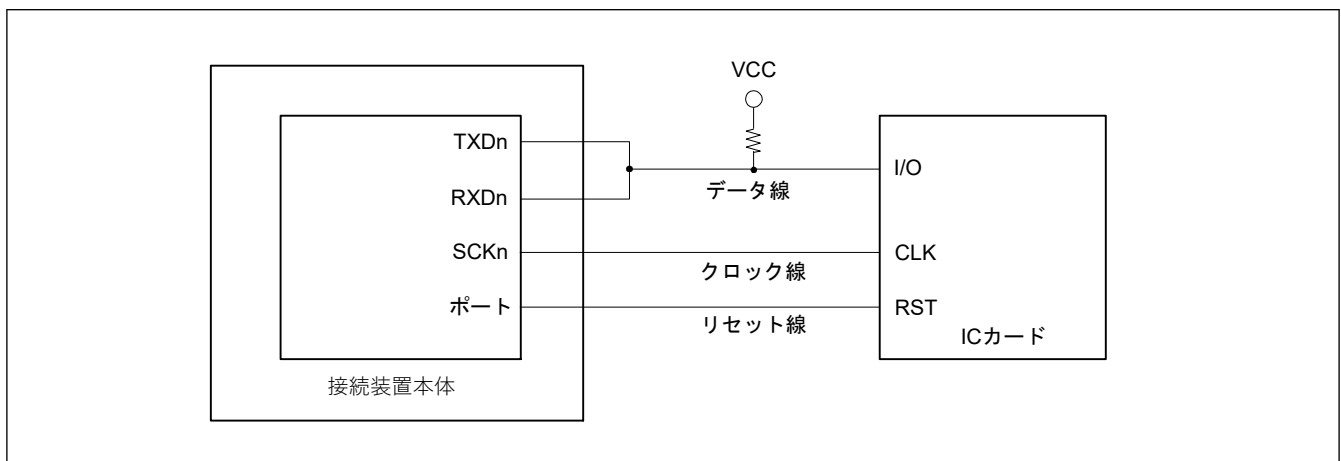 VCC
TXDn
RXDn
SCKn
ポート
データ線
クロック線
リセット線
I/O
CLK
RST
ICカード
接続装置本体